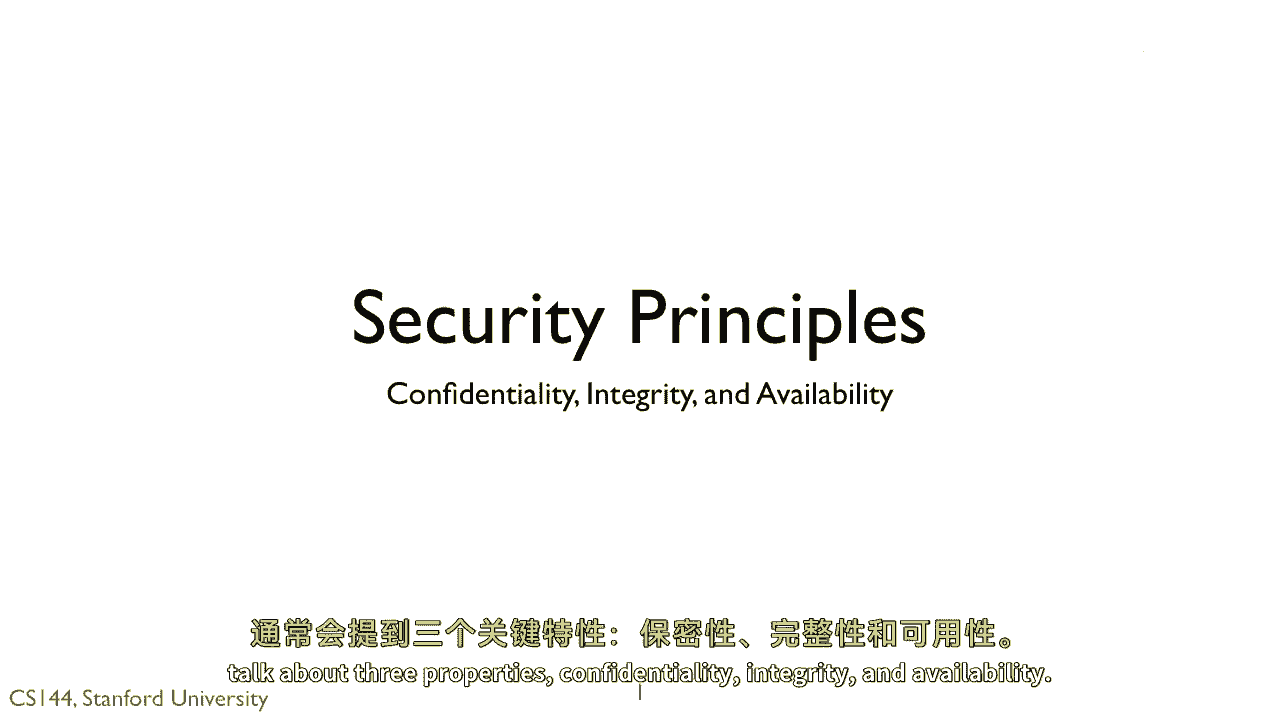 Security Principles
Confidentiality, Integrity, and Availability
通常会提到三个关键特性：保密性、完整性和可用性。
talk about three properties, confidentiality, integrity, and availability.
CS144, Stanford University
1